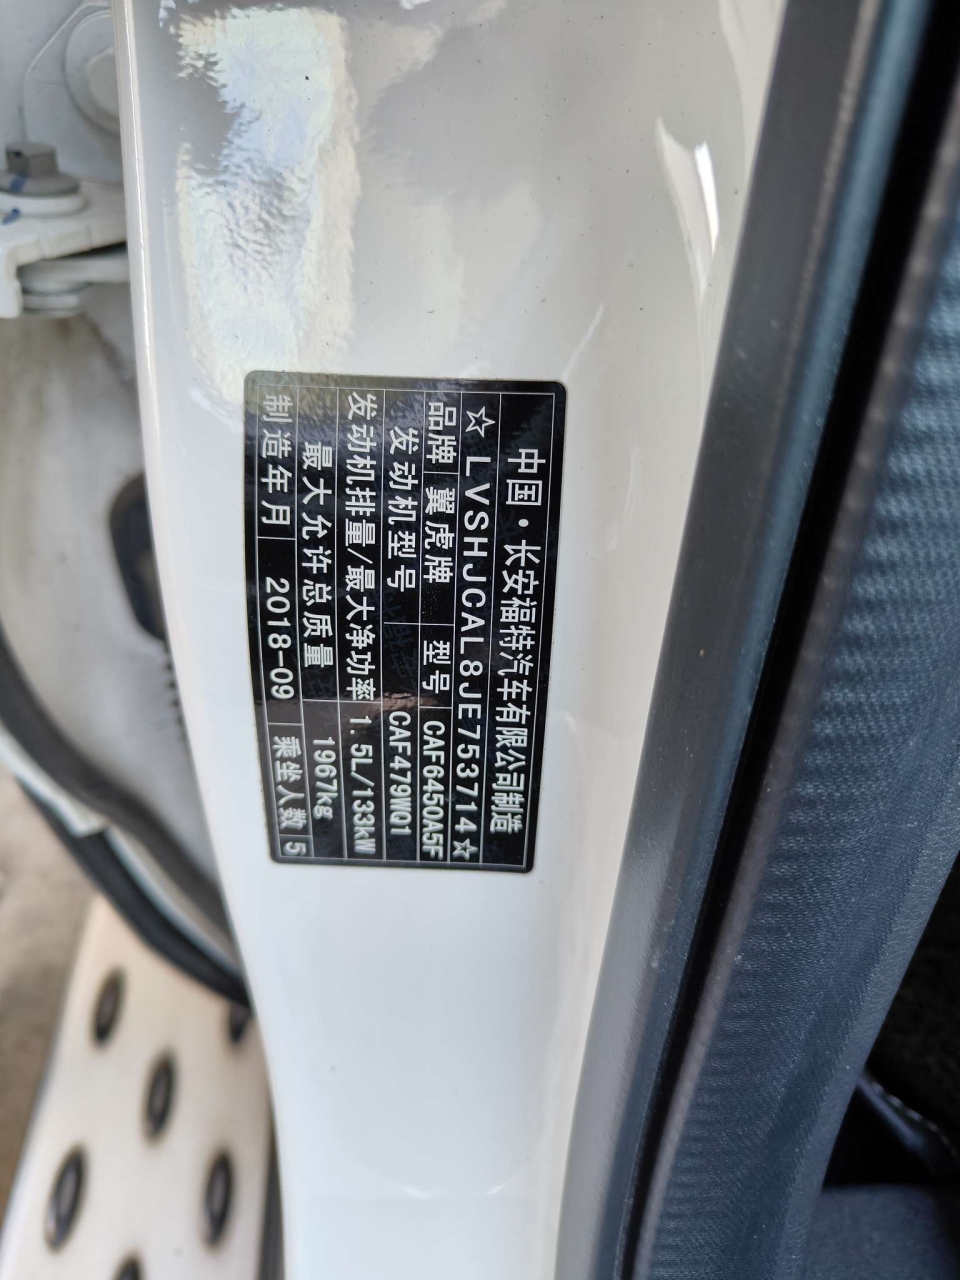 中国·长安福特汽车有限公司制造
☆LVSHJCAL8JE753714☆
品牌 翼虎牌 型号 CAF6450A5F
发动机型号 CAF479WQ1
发动机排量/最大净功率 1.5L/133kW
最大允许总质量 1967kg
制造年月 2018-09 乘坐人数 5